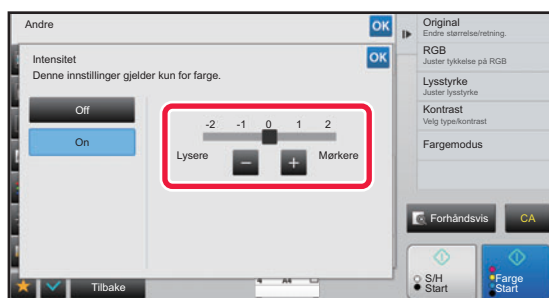 Andre
OK
Intensitet
OK
Denne innstillinger gjelder kun for farge.
Off
On
-2 -1 0 1 2
Lysere
Mørkere
Tilbake
Original
Endre størrelse/retning.
RGB
Juster tykkelse på RGB
Lysstyrke
Juster lysstyrke
Kontrast
Velg type/kontrast
Fargemodus
Forhåndsvis
CA
S/H
Start
Farge
Start